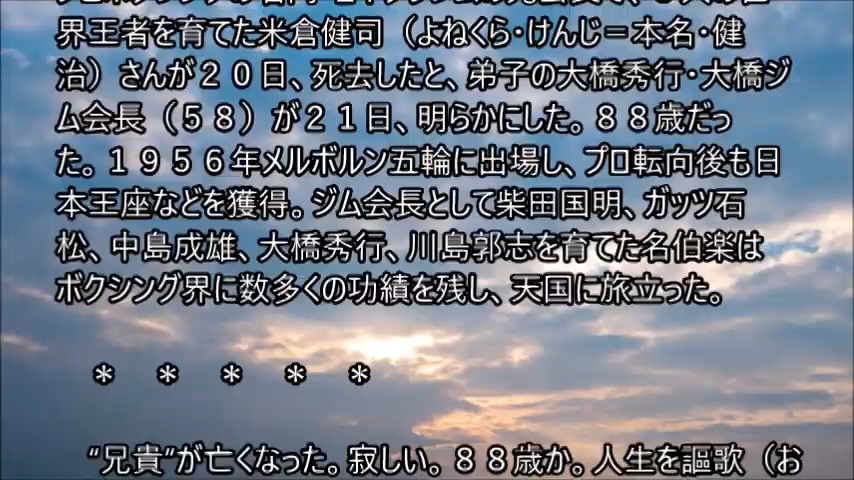 界王者を育てた米倉健司（よねくら・けんじ＝本名・健
治）さんが２０日、死去したと、弟子の大橋秀行・大橋ジ
ム会長（５８）が２１日、明らかにした。８８歳だっ
た。１９５６年メルボルン五輪に出場し、プロ転向後も日
本王座などを獲得。ジム会長として柴田国明、ガッツ石
松、中島成雄、大橋秀行、川島郭志を育てた名伯楽は
ボクシング界に数多くの功績を残し、天国に旅立った。
＊　＊　＊　＊　＊
“兄貴”が亡くなった。寂しい。８８歳か。人生を謳歌（お